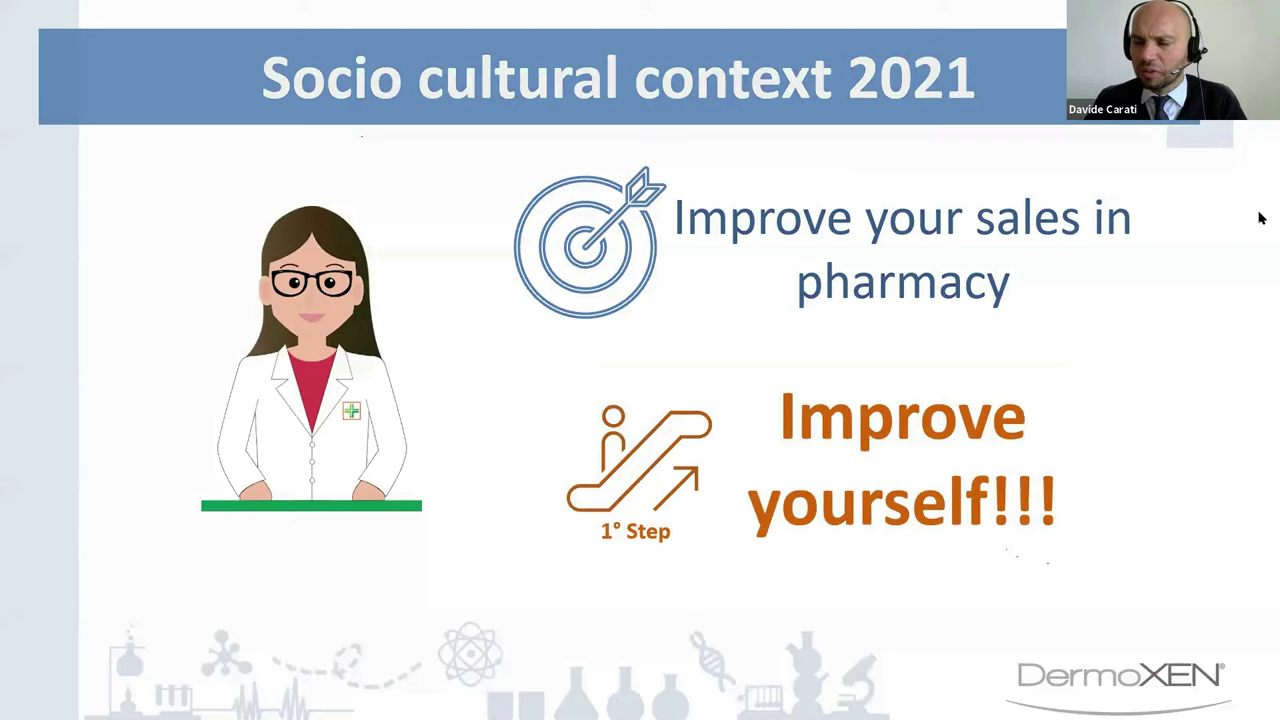 Socio cultural context 2021
Davide Carati
Improve your sales in
pharmacy
Improve
yourself!!!
1° Step
DermoXEN®